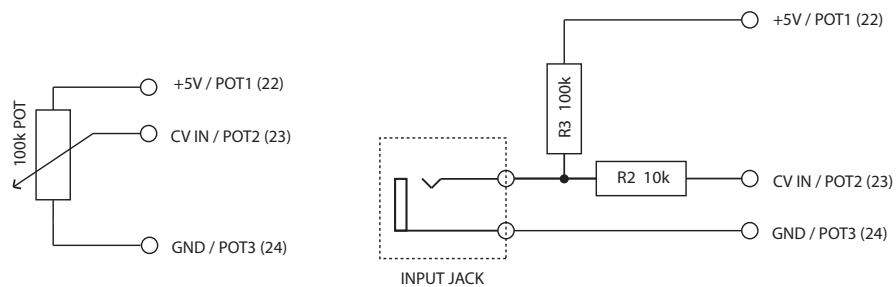 +5V / POT1 (22)
100k POT
CV IN / POT2 (23)
GND / POT3 (24)
+5V / POT1 (22)
R3 100k
R2 10k
CV IN / POT2 (23)
GND / POT3 (24)
INPUT JACK